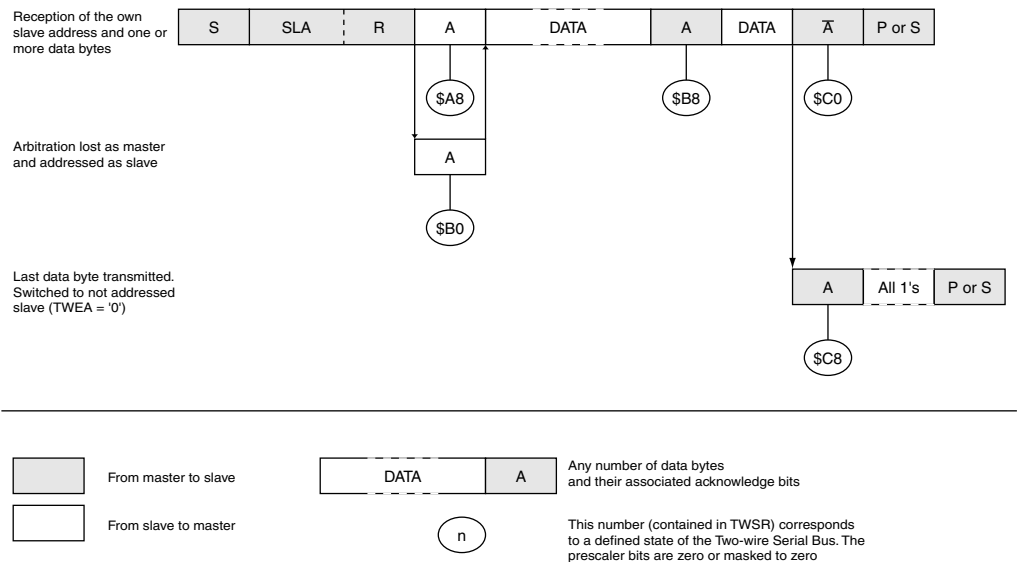 Reception of the own
slave address and one or
more data bytes
S SLA R A DATA A DATA A̅ P or S
$A8 $B8 $C0
Arbitration lost as master
and addressed as slave
A
$B0
Last data byte transmitted.
Switched to not addressed
slave (TWEA = '0')
A All 1's P or S
$C8
From master to slave
DATA A
Any number of data bytes
and their associated acknowledge bits
From slave to master
n
This number (contained in TWSR) corresponds
to a defined state of the Two-wire Serial Bus. The
prescaler bits are zero or masked to zero